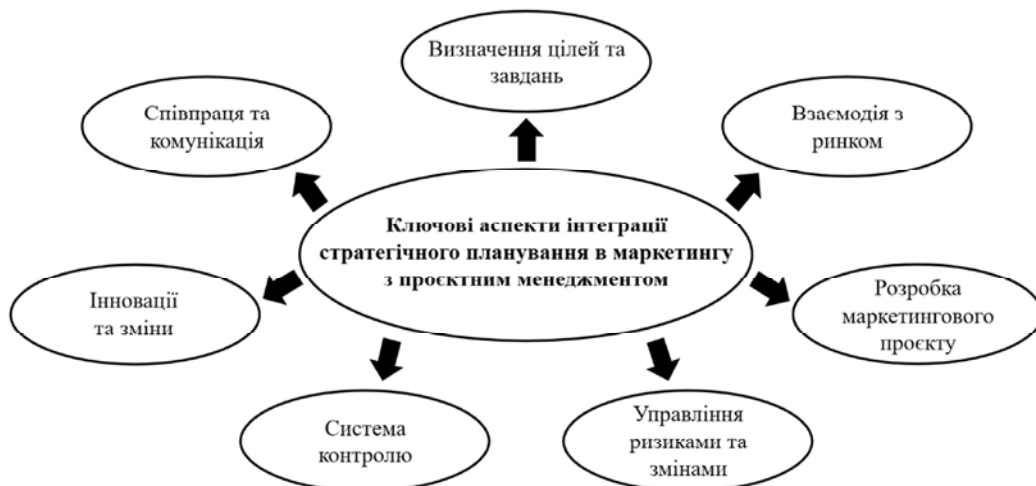 Визначення цілей та
завдань
Співпраця та
комунікація
Взаємодія з
ринком
Ключові аспекти інтеграції
стратегічного планування в маркетингу
з проєктним менеджментом
Інновації
та зміни
Розробка
маркетингового
проєкту
Система
контролю
Управління
ризиками та
змінами